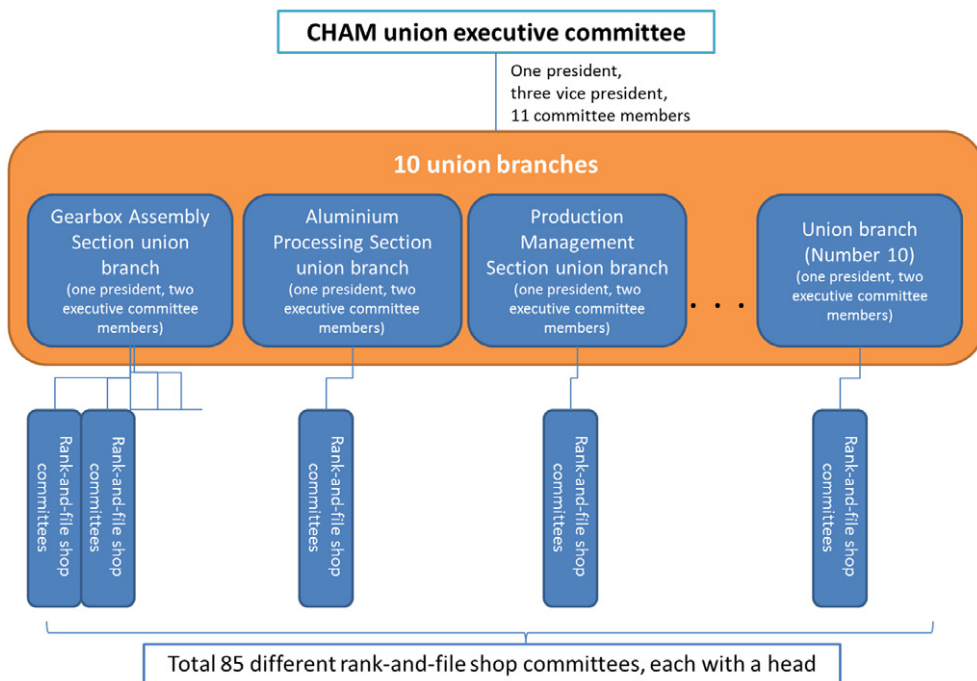 CHAM union executive committee
One president,
three vice president,
11 committee members
10 union branches
Gearbox Assembly
Section union
branch
(one president, two
executive committee
members)
Aluminium
Processing Section
union branch
(one president, two
executive committee
members)
Production
Management
Section union branch
(one president, two
executive committee
members)
. . .
Union branch
(Number 10)
(one president, two
executive committee
members)
Rank-and-file shop
committees
Rank-and-file shop
committees
Rank-and-file shop
committees
Rank-and-file shop
committees
Rank-and-file shop
committees
Total 85 different rank-and-file shop committees, each with a head